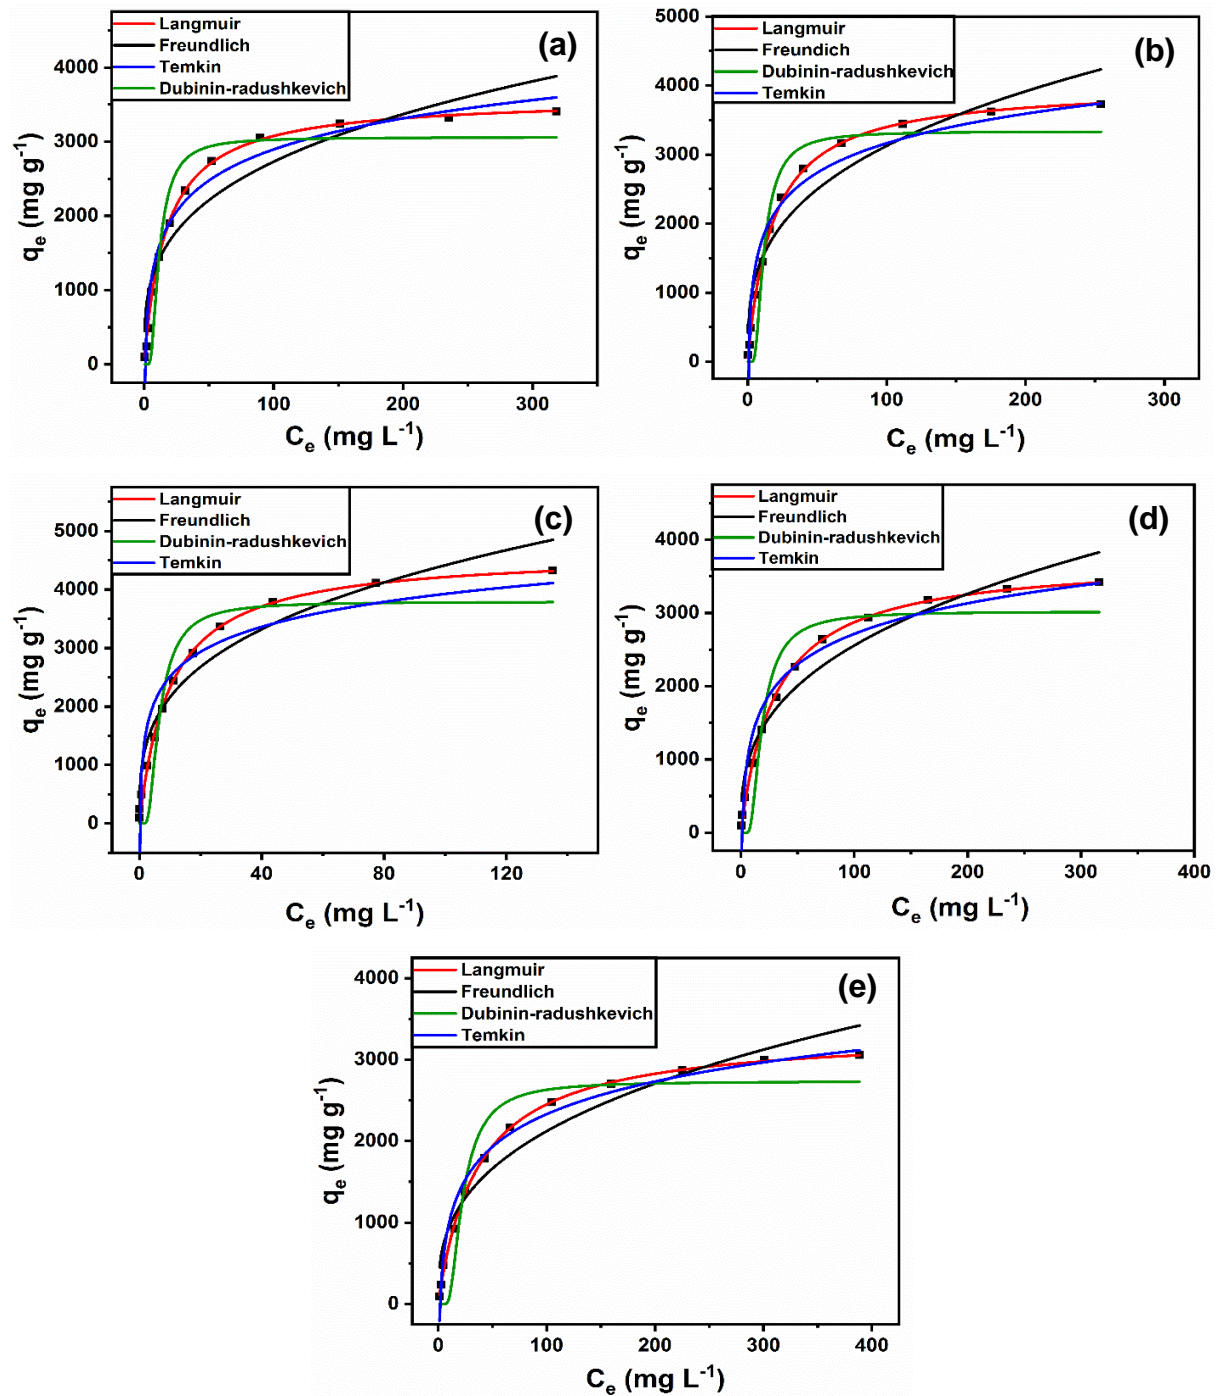 (a)
Langmuir
Freundlich
Temkin
Dubinin-radushkevich
4000
3000
2000
1000
0
qe (mg g-1)
0 100 200 300
Ce (mg L-1)
(b)
Langmuir
Freundich
Dubinin-radushkevich
Temkin
5000
4000
3000
2000
1000
0
qe (mg g-1)
0 100 200 300
Ce (mg L-1)
(c)
Langmuir
Freundlich
Dubinin-radushkevich
Temkin
5000
4000
3000
2000
1000
0
qe (mg g-1)
0 40 80 120
Ce (mg L-1)
(d)
Langmuir
Freundlich
Dubinin-radushkevich
Temkin
4000
3000
2000
1000
0
qe (mg g-1)
0 100 200 300 400
Ce (mg L-1)
(e)
Langmuir
Freundlich
Dubinin-radushkevich
Temkin
4000
3000
2000
1000
0
qe (mg g-1)
0 100 200 300 400
Ce (mg L-1)